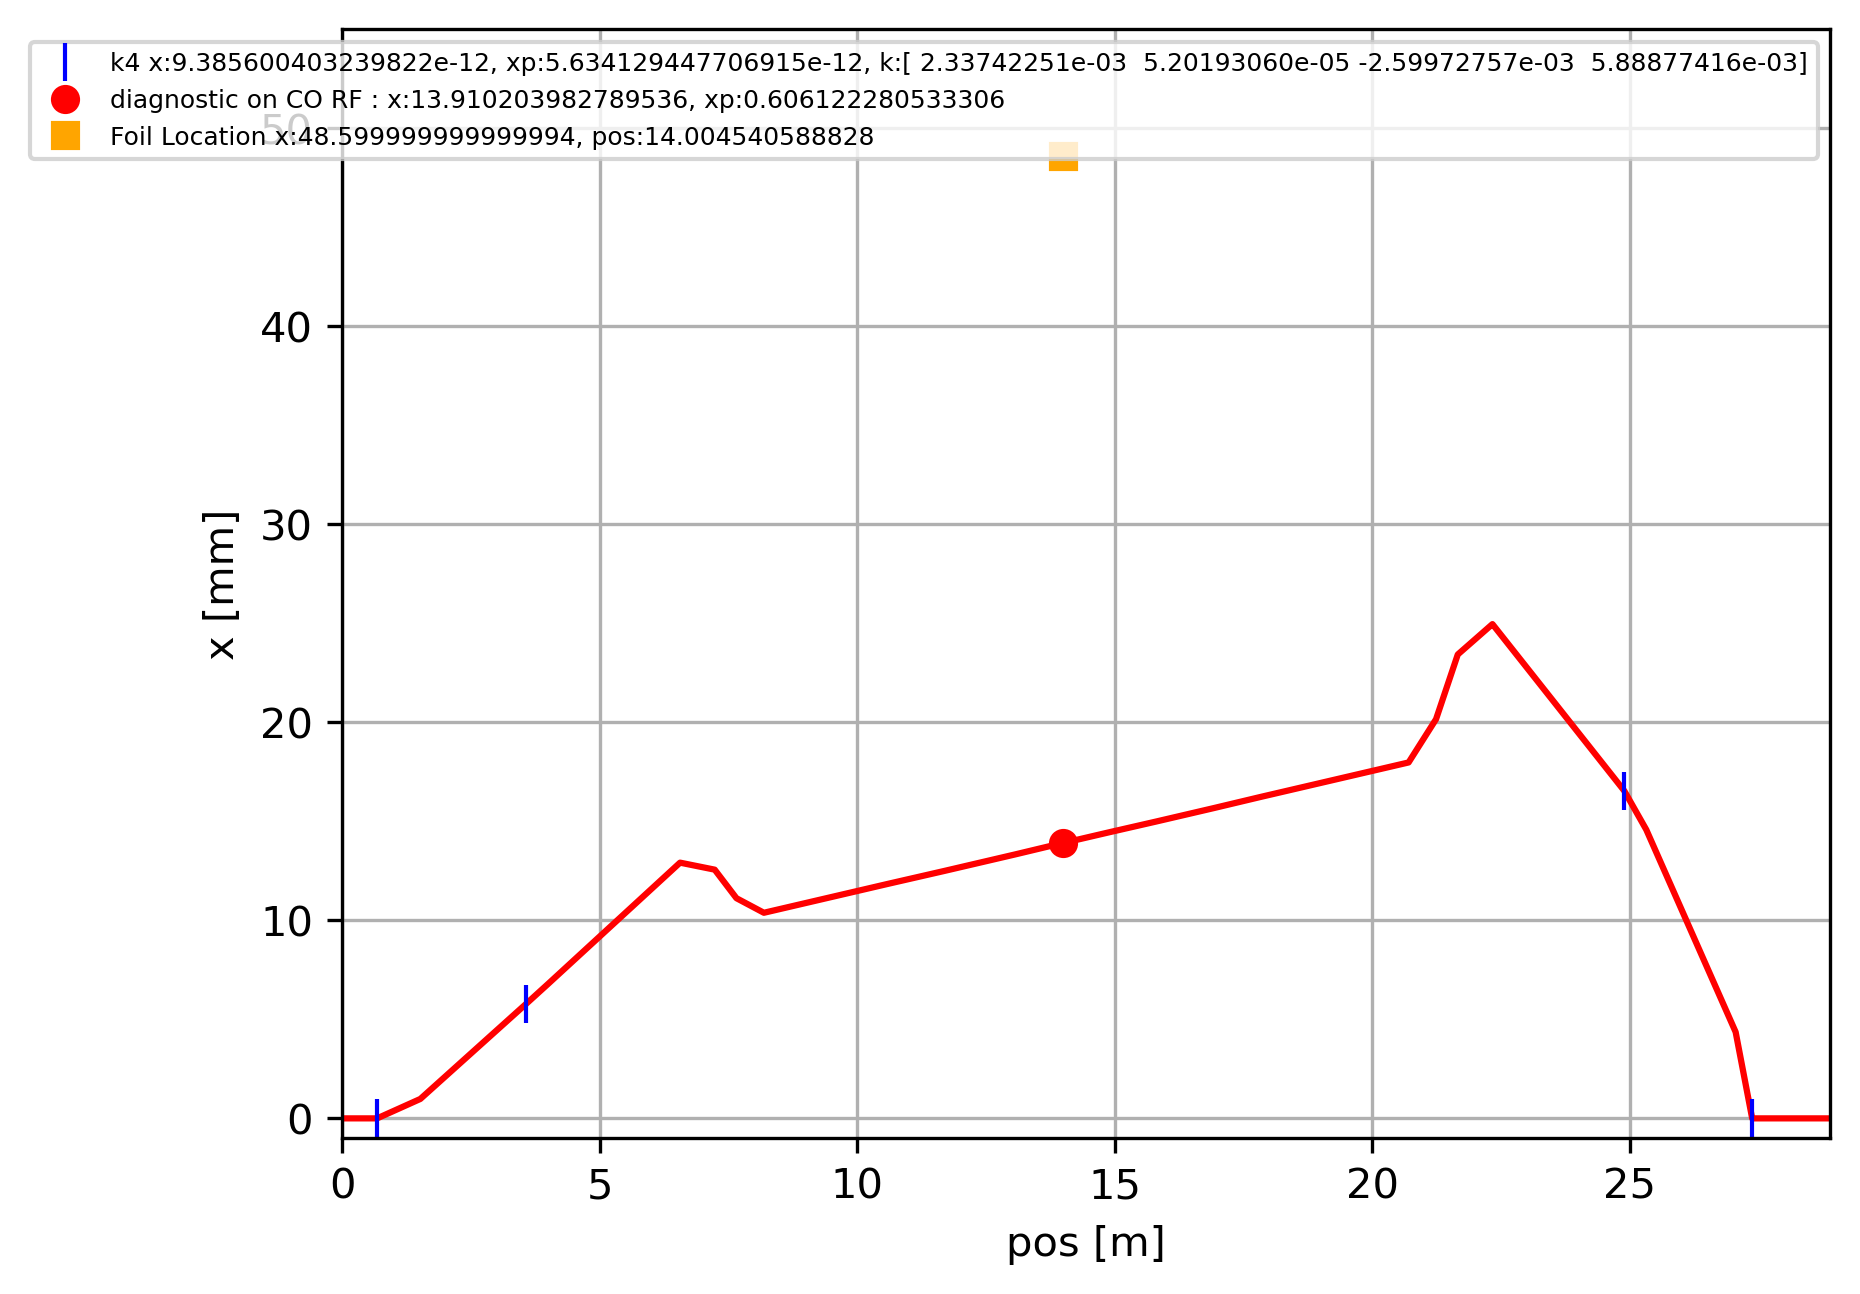 k4 x:9.385600403239822e-12, xp:5.634129447706915e-12, k:[ 2.33742251e-03  5.20193060e-05 -2.59972757e-03  5.88877416e-03]
diagnostic on CO RF : x:13.910203982789536, xp:0.606122280533306
Foil Location x:48.599999999999994, pos:14.004540588828
50
40
30
20
10
0
x [mm]
0 5 10 15 20 25
pos [m]